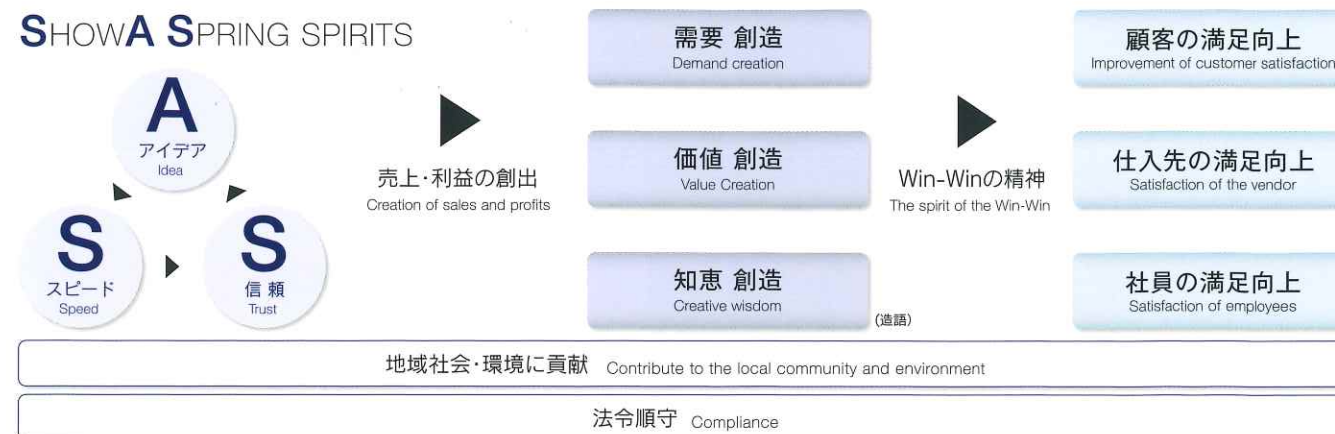 SHOWA SPRING SPIRITS
A
アイデア
Idea
S
スピード
Speed
S
信頼
Trust
売上・利益の創出
Creation of sales and profits
需要 創造
Demand creation
価値 創造
Value Creation
知恵 創造
Creative wisdom
(造語)
Win-Winの精神
The spirit of the Win-Win
顧客の満足向上
Improvement of customer satisfaction
仕入先の満足向上
Satisfaction of the vendor
社員の満足向上
Satisfaction of employees
地域社会・環境に貢献 Contribute to the local community and environment
法令順守 Compliance